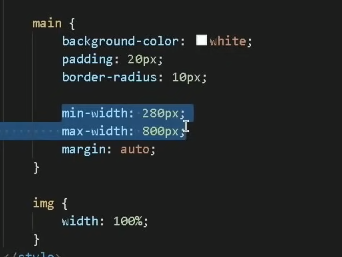 main {
background-color: white;
padding: 20px;
border-radius: 10px;
min-width: 280px;
max-width: 800px;
margin: auto;
}
img {
width: 100%;
}
</style>